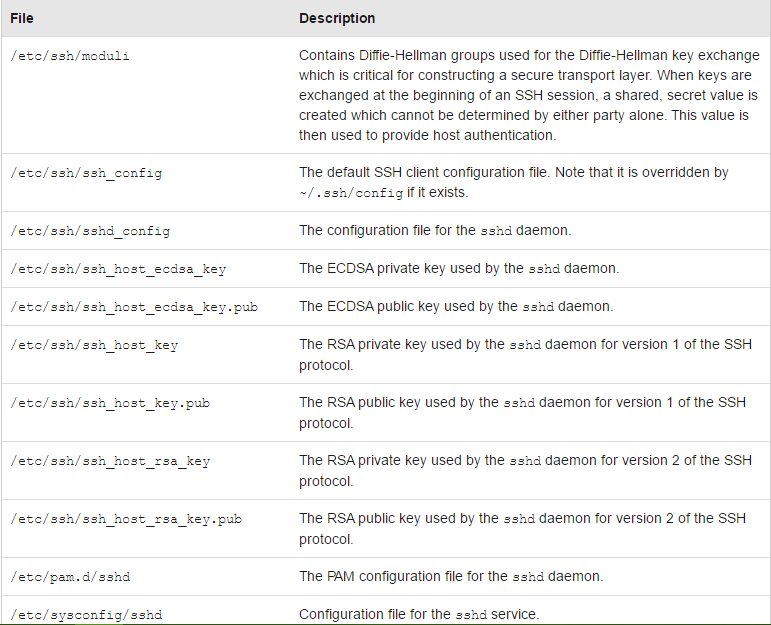 File Description
/etc/ssh/moduli Contains Diffie-Hellman groups used for the Diffie-Hellman key exchange
which is critical for constructing a secure transport layer. When keys are
exchanged at the beginning of an SSH session, a shared, secret value is
created which cannot be determined by either party alone. This value is
then used to provide host authentication.
/etc/ssh/ssh_config The default SSH client configuration file. Note that it is overridden by
~/.ssh/config if it exists.
/etc/ssh/sshd_config The configuration file for the sshd daemon.
/etc/ssh/ssh_host_ecdsa_key The ECDSA private key used by the sshd daemon.
/etc/ssh/ssh_host_ecdsa_key.pub The ECDSA public key used by the sshd daemon.
/etc/ssh/ssh_host_key The RSA private key used by the sshd daemon for version 1 of the SSH
protocol.
/etc/ssh/ssh_host_key.pub The RSA public key used by the sshd daemon for version 1 of the SSH
protocol.
/etc/ssh/ssh_host_rsa_key The RSA private key used by the sshd daemon for version 2 of the SSH
protocol.
/etc/ssh/ssh_host_rsa_key.pub The RSA public key used by the sshd daemon for version 2 of the SSH
protocol.
/etc/pam.d/sshd The PAM configuration file for the sshd daemon.
/etc/sysconfig/sshd Configuration file for the sshd service.